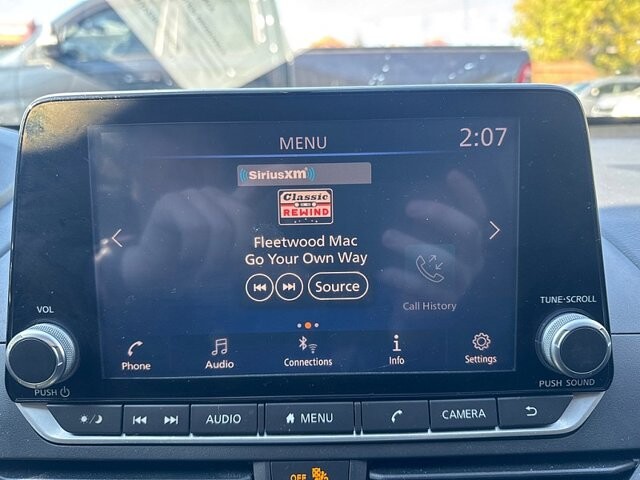 MENU
2:07
SiriusXM
Classic
REWIND
Fleetwood Mac
Go Your Own Way
Source
Call History
VOL
TUNE·SCROLL
Phone
Audio
Connections
Info
Settings
PUSH
PUSH SOUND
AUDIO
MENU
CAMERA
OFF